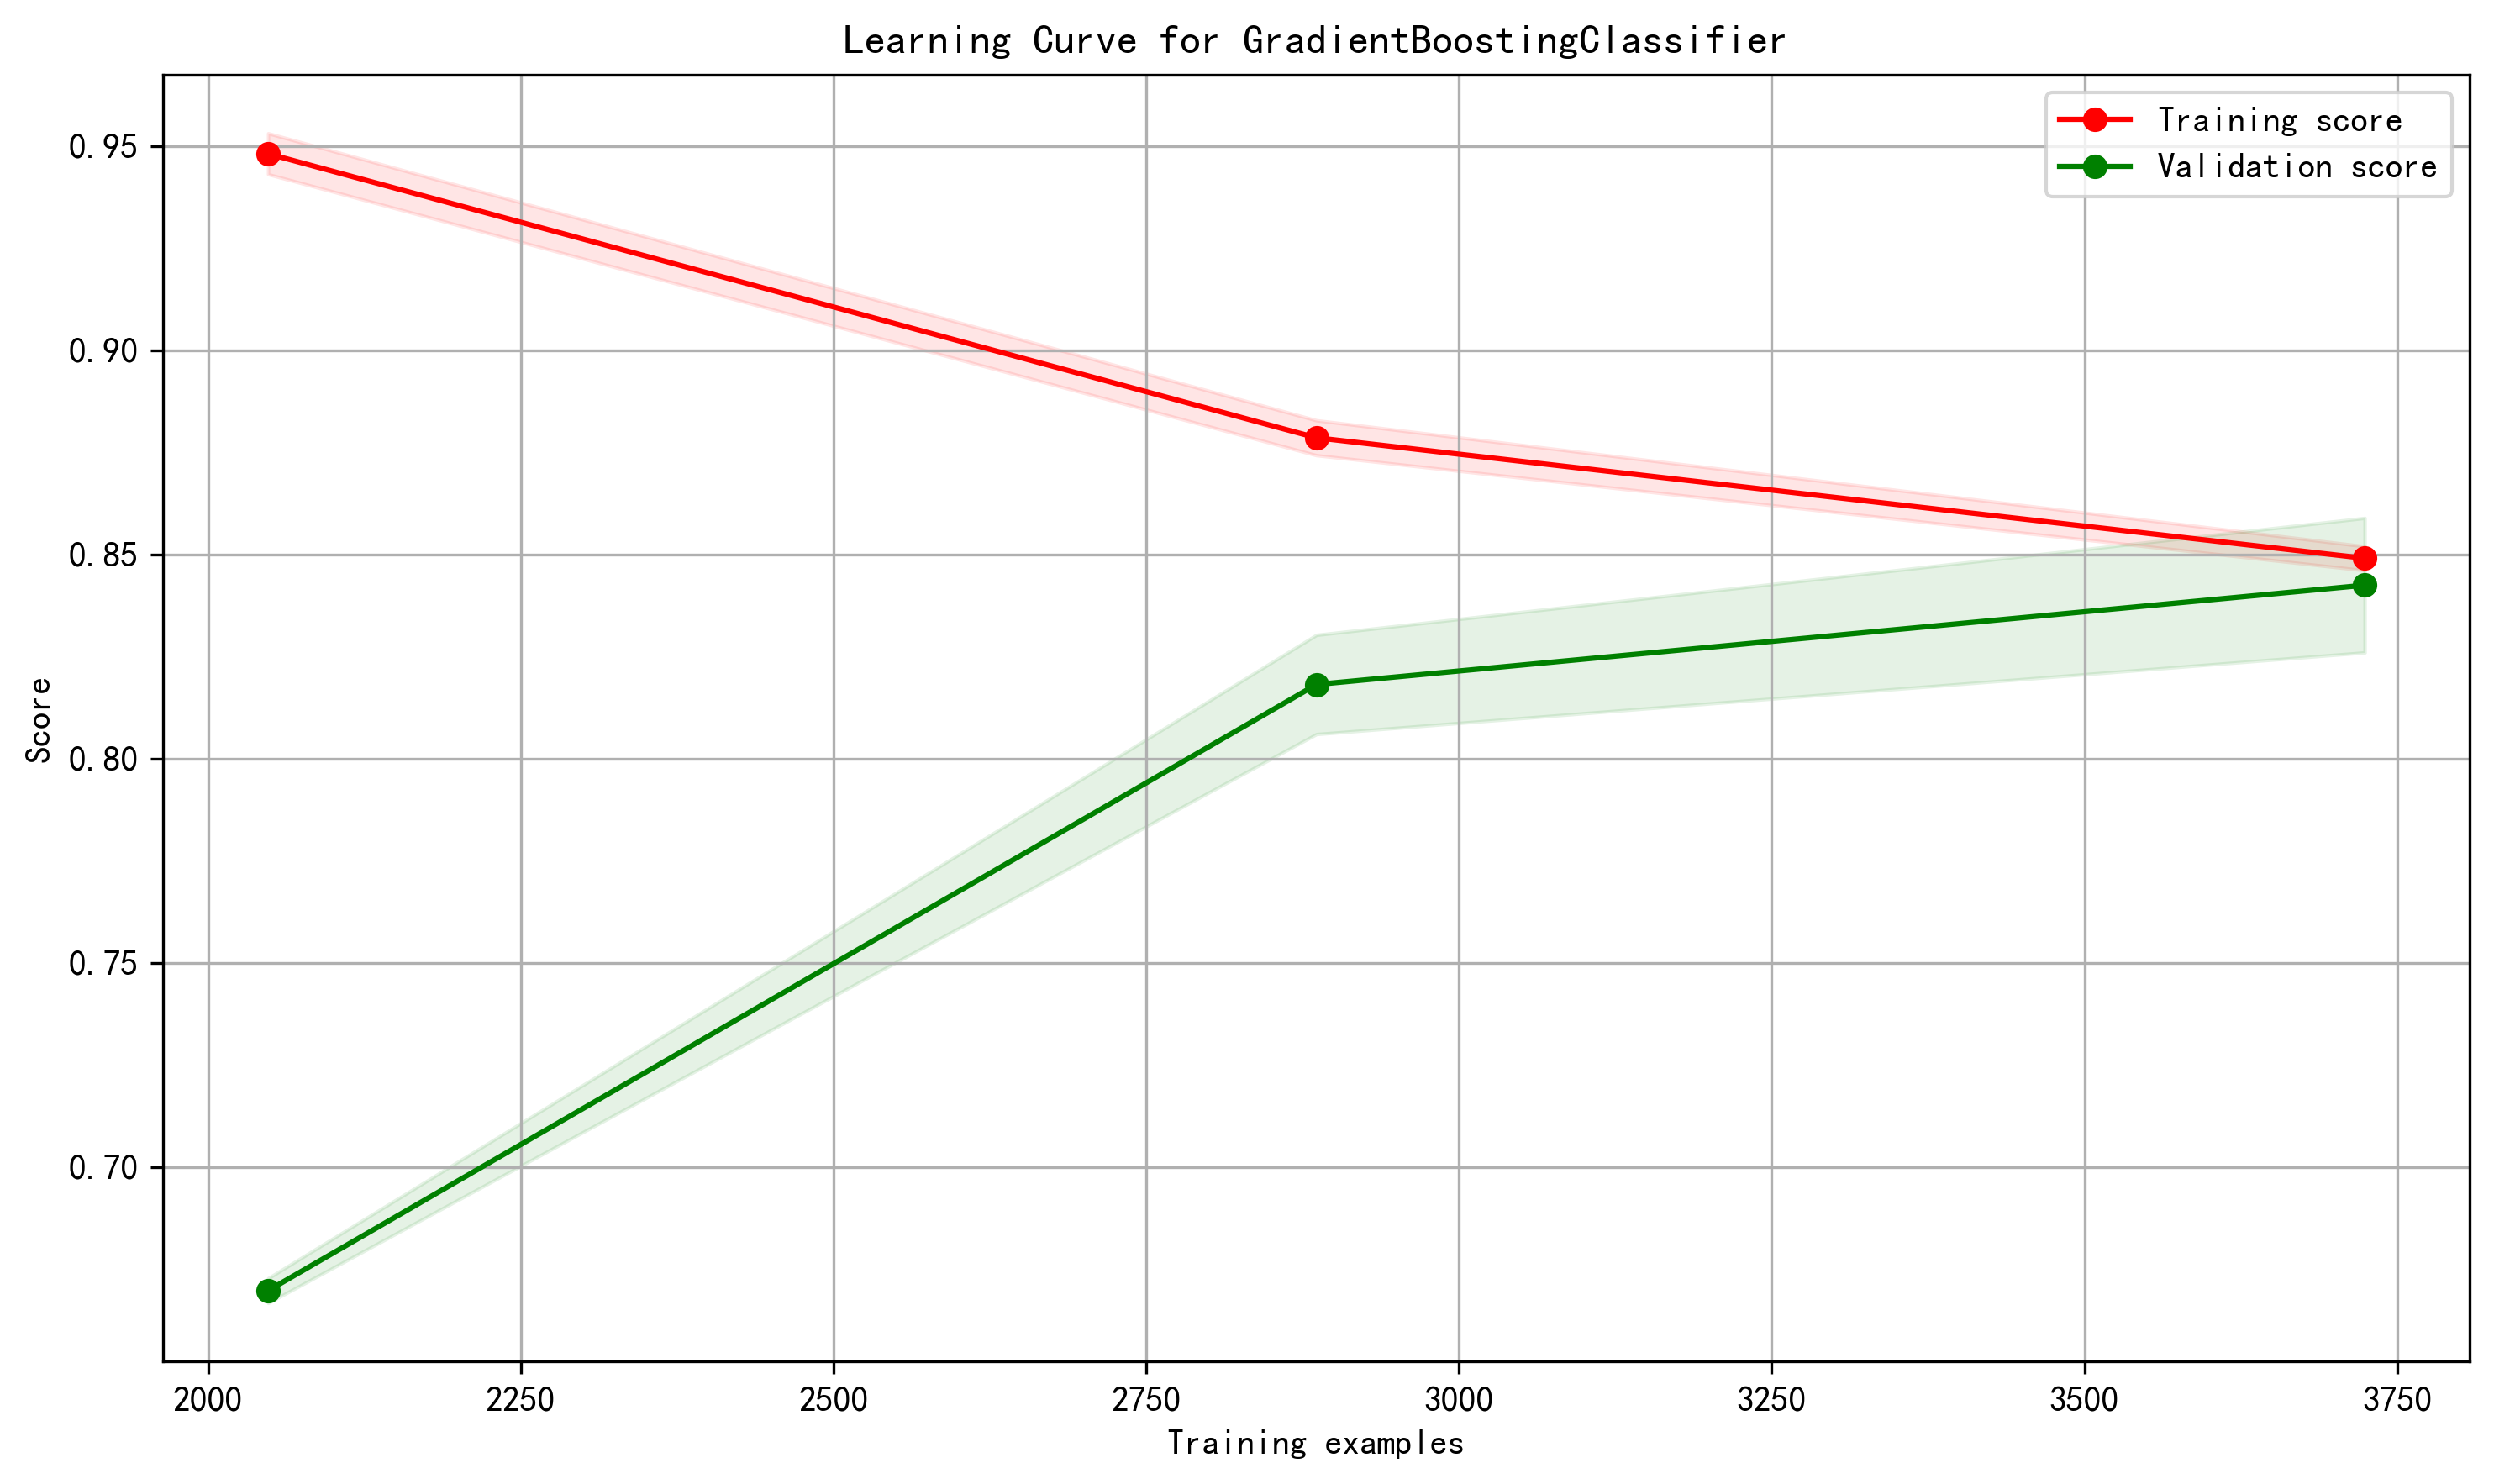 Learning Curve for GradientBoostingClassifier
Training score
Validation score
0.95
0.90
0.85
0.80
0.75
0.70
Score
2000 2250 2500 2750 3000 3250 3500 3750
Training examples